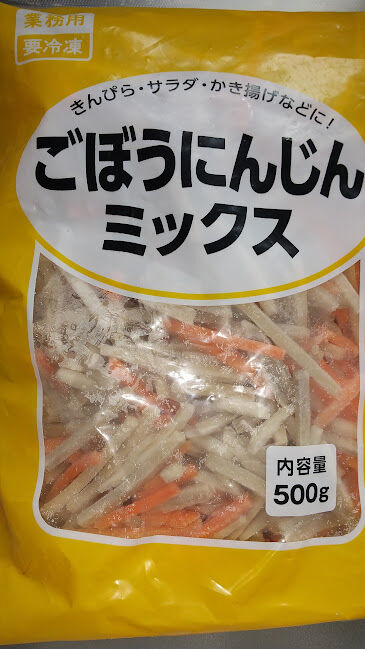 業務用
要冷凍
きんぴら・サラダ・かき揚げなどに!
ごぼうにんじん
ミックス
内容量
500g